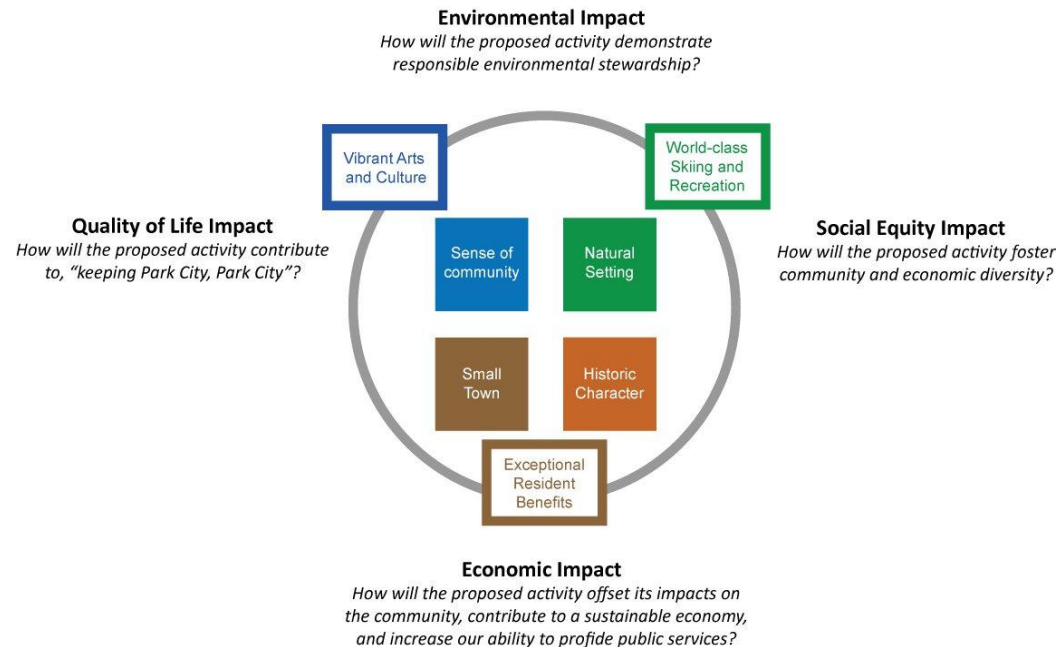 Environmental Impact
How will the proposed activity demonstrate
responsible environmental stewardship?
Vibrant Arts
and Culture
World-class
Skiing and
Recreation
Quality of Life Impact
How will the proposed activity contribute
to, “keeping Park City, Park City”?
Sense of
community
Natural
Setting
Social Equity Impact
How will the proposed activity foster
community and economic diversity?
Small
Town
Historic
Character
Exceptional
Resident
Benefits
Economic Impact
How will the proposed activity offset its impacts on
the community, contribute to a sustainable economy,
and increase our ability to profide public services?